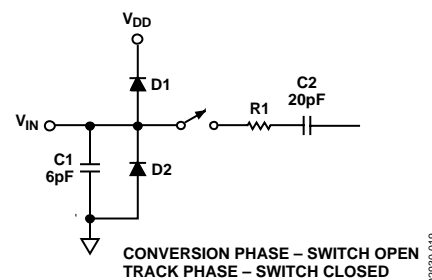 VDD
D1
C2
20pF
R1
VIN
C1
6pF
D2
CONVERSION PHASE – SWITCH OPEN
TRACK PHASE – SWITCH CLOSED